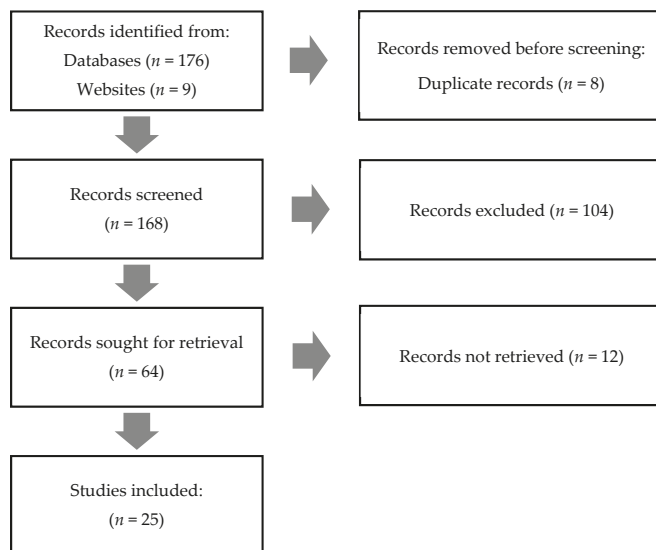 Records identified from:
Databases (n = 176)
Websites (n = 9)
Records removed before screening:
Duplicate records (n = 8)
Records screened
(n = 168)
Records excluded (n = 104)
Records sought for retrieval
(n = 64)
Records not retrieved (n = 12)
Studies included:
(n = 25)